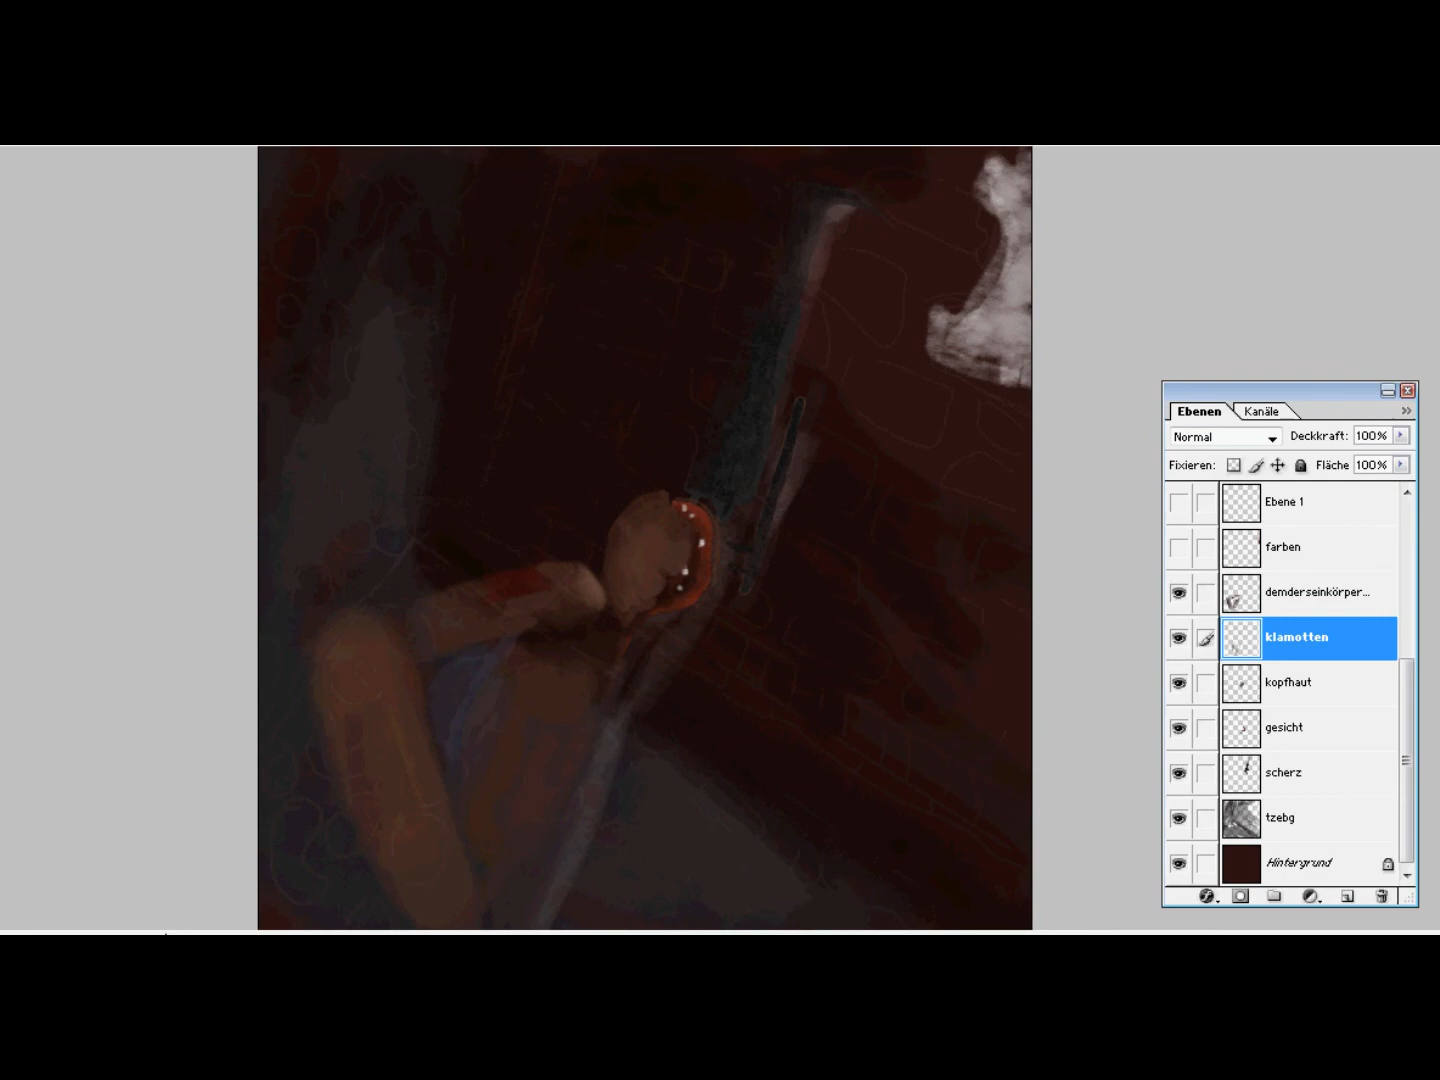 Ebenen Kanäle
Normal Deckkraft: 100%
Fixieren: Fläche 100%
Ebene 1
farben
demderseinkörper...
klamotten
kopfhaut
gesicht
scherz
tzebg
Hintergrund